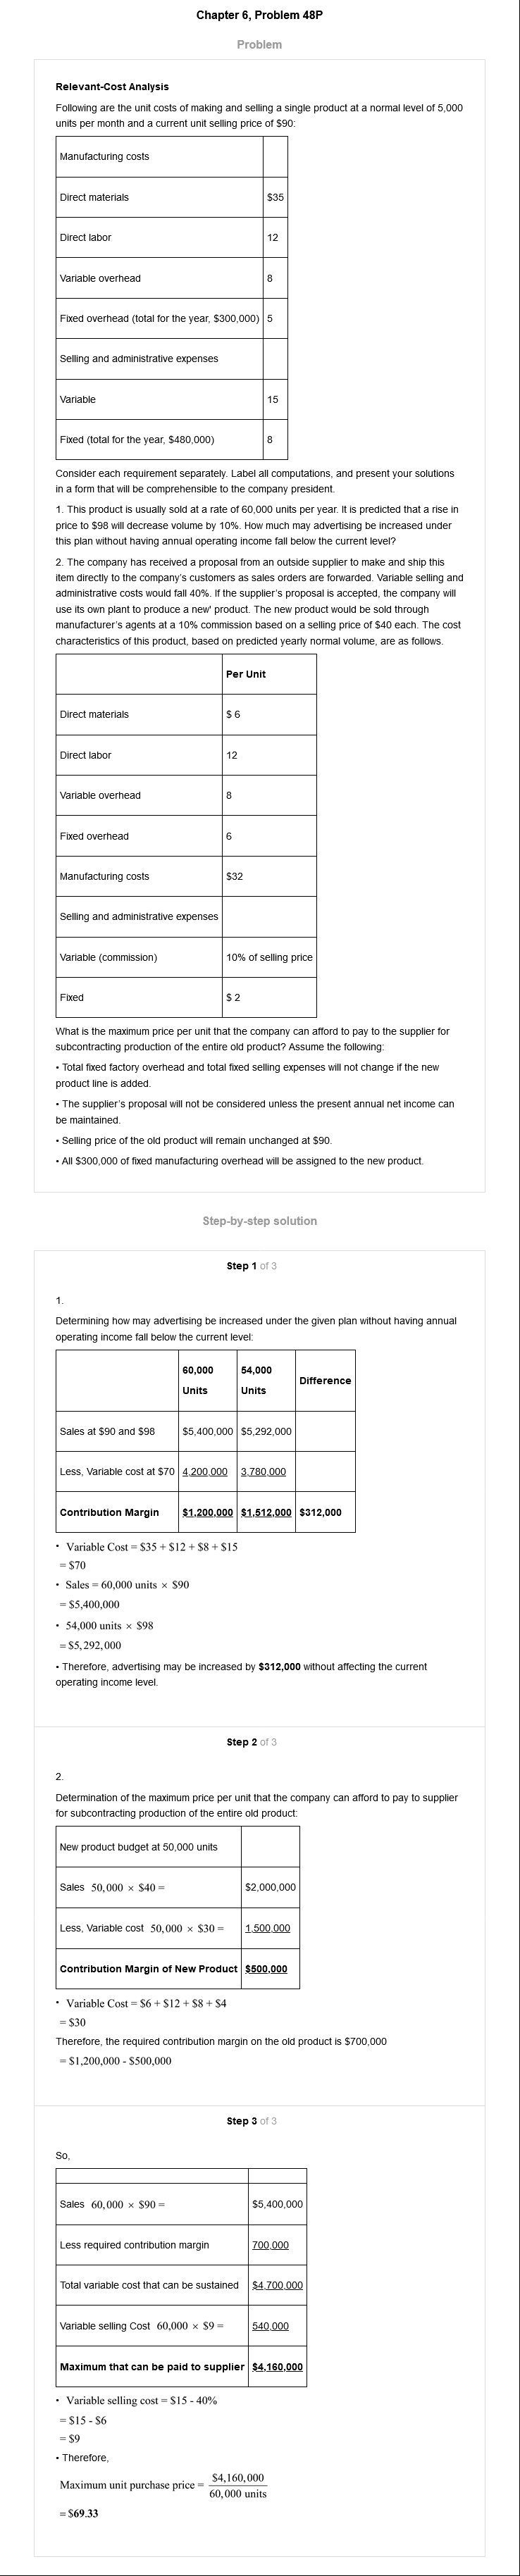 Chapter 6, Problem 48P
Problem
Relevant-Cost Analysis
Following are the unit costs of making and selling a single product at a normal level of 5,000
units per month and a current unit selling price of $90:
Manufacturing costs
Direct materials $35
Direct labor 12
Variable overhead 8
Fixed overhead (total for the year, $300,000) 5
Selling and administrative expenses
Variable 15
Fixed (total for the year, $480,000) 8
Consider each requirement separately. Label all computations, and present your solutions
in a form that will be comprehensible to the company president.
1. This product is usually sold at a rate of 60,000 units per year. It is predicted that a rise in
price to $98 will decrease volume by 10%. How much may advertising be increased under
this plan without having annual operating income fall below the current level?
2. The company has received a proposal from an outside supplier to make and ship this
item directly to the company's customers as sales orders are forwarded. Variable selling and
administrative costs would fall 40%. If the supplier's proposal is accepted, the company will
use its own plant to produce a new' product. The new product would be sold through
manufacturer's agents at a 10% commission based on a selling price of $40 each. The cost
characteristics of this product, based on predicted yearly normal volume, are as follows.
Per Unit
Direct materials $ 6
Direct labor 12
Variable overhead 8
Fixed overhead 6
Manufacturing costs $32
Selling and administrative expenses
Variable (commission) 10% of selling price
Fixed $ 2
What is the maximum price per unit that the company can afford to pay to the supplier for
subcontracting production of the entire old product? Assume the following:
• Total fixed factory overhead and total fixed selling expenses will not change if the new
product line is added.
• The supplier's proposal will not be considered unless the present annual net income can
be maintained.
• Selling price of the old product will remain unchanged at $90.
• All $300,000 of fixed manufacturing overhead will be assigned to the new product.
Step-by-step solution
Step 1 of 3
1.
Determining how may advertising be increased under the given plan without having annual
operating income fall below the current level:
60,000 54,000 Difference
Units Units
Sales at $90 and $98 $5,400,000 $5,292,000
Less, Variable cost at $70 4,200,000 3,780,000
Contribution Margin $1,200,000 $1,512,000 $312,000
• Variable Cost = $35 + $12 + $8 + $15
= $70
• Sales = 60,000 units × $90
= $5,400,000
• 54,000 units × $98
= $5,292,000
• Therefore, advertising may be increased by $312,000 without affecting the current
operating income level.
Step 2 of 3
2.
Determination of the maximum price per unit that the company can afford to pay to supplier
for subcontracting production of the entire old product:
New product budget at 50,000 units
Sales 50,000 × $40 = $2,000,000
Less, Variable cost 50,000 × $30 = 1,500,000
Contribution Margin of New Product $500,000
• Variable Cost = $6 + $12 + $8 + $4
= $30
Therefore, the required contribution margin on the old product is $700,000
= $1,200,000 - $500,000
Step 3 of 3
So,
Sales 60,000 × $90 = $5,400,000
Less required contribution margin 700,000
Total variable cost that can be sustained $4,700,000
Variable selling Cost 60,000 × $9 = 540,000
Maximum that can be paid to supplier $4,160,000
• Variable selling cost = $15 - 40%
= $15 - $6
= $9
• Therefore,
Maximum unit purchase price = $4,160,000
60,000 units
= $69.33